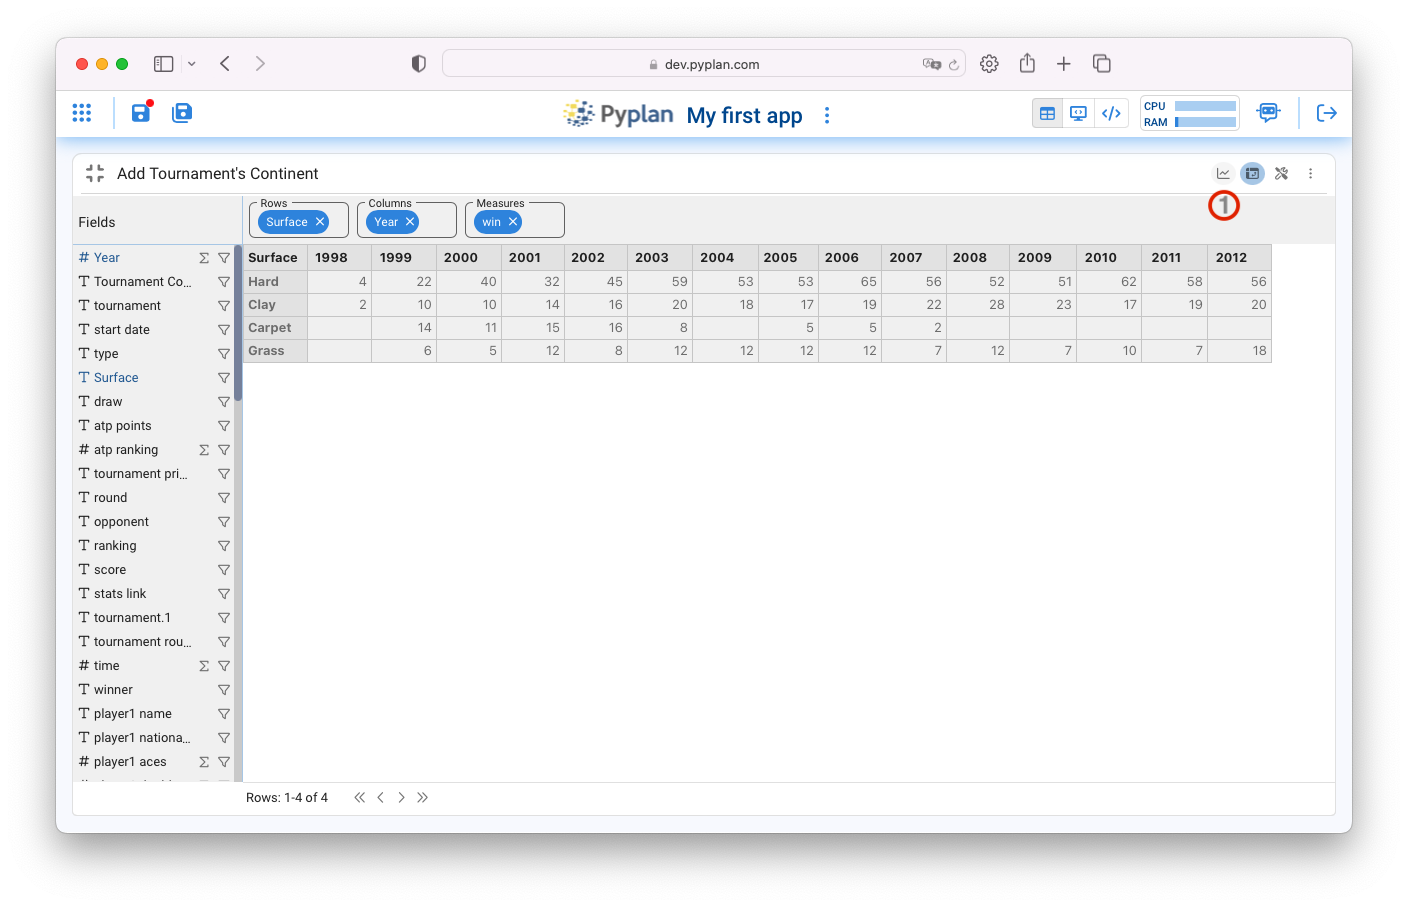 dev.pyplan.com
Pyplan My first app
CPU
RAM
Add Tournament's Continent
1
Fields
Rows Columns Measures
Surface Year win
# Year Σ
T Tournament Co...
T tournament
T start date
T type
T Surface
T draw
T atp points
# atp ranking Σ
T tournament pri...
T round
T opponent
T ranking
T score
T stats link
T tournament.1
T tournament rou...
# time Σ
T winner
T player1 name
T player1 nationa...
# player1 aces Σ
Surface 1998 1999 2000 2001 2002 2003 2004 2005 2006 2007 2008 2009 2010 2011 2012
Hard 4 22 40 32 45 59 53 53 65 56 52 51 62 58 56
Clay 2 10 10 14 16 20 18 17 19 22 28 23 17 19 20
Carpet 14 11 15 16 8 5 5 2
Grass 6 5 12 8 12 12 12 12 7 12 7 10 7 18
Rows: 1-4 of 4